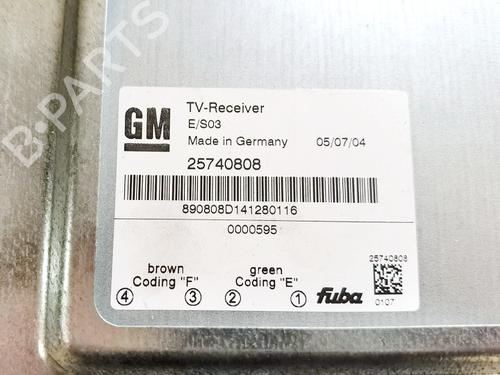 B-PARTS
GM
TV-Receiver
E/S03
Made in Germany 05/07/04
25740808
890808D141280116
0000595
brown green
Coding "F" Coding "E"
4 3 2 1
fuba
25740808
0107